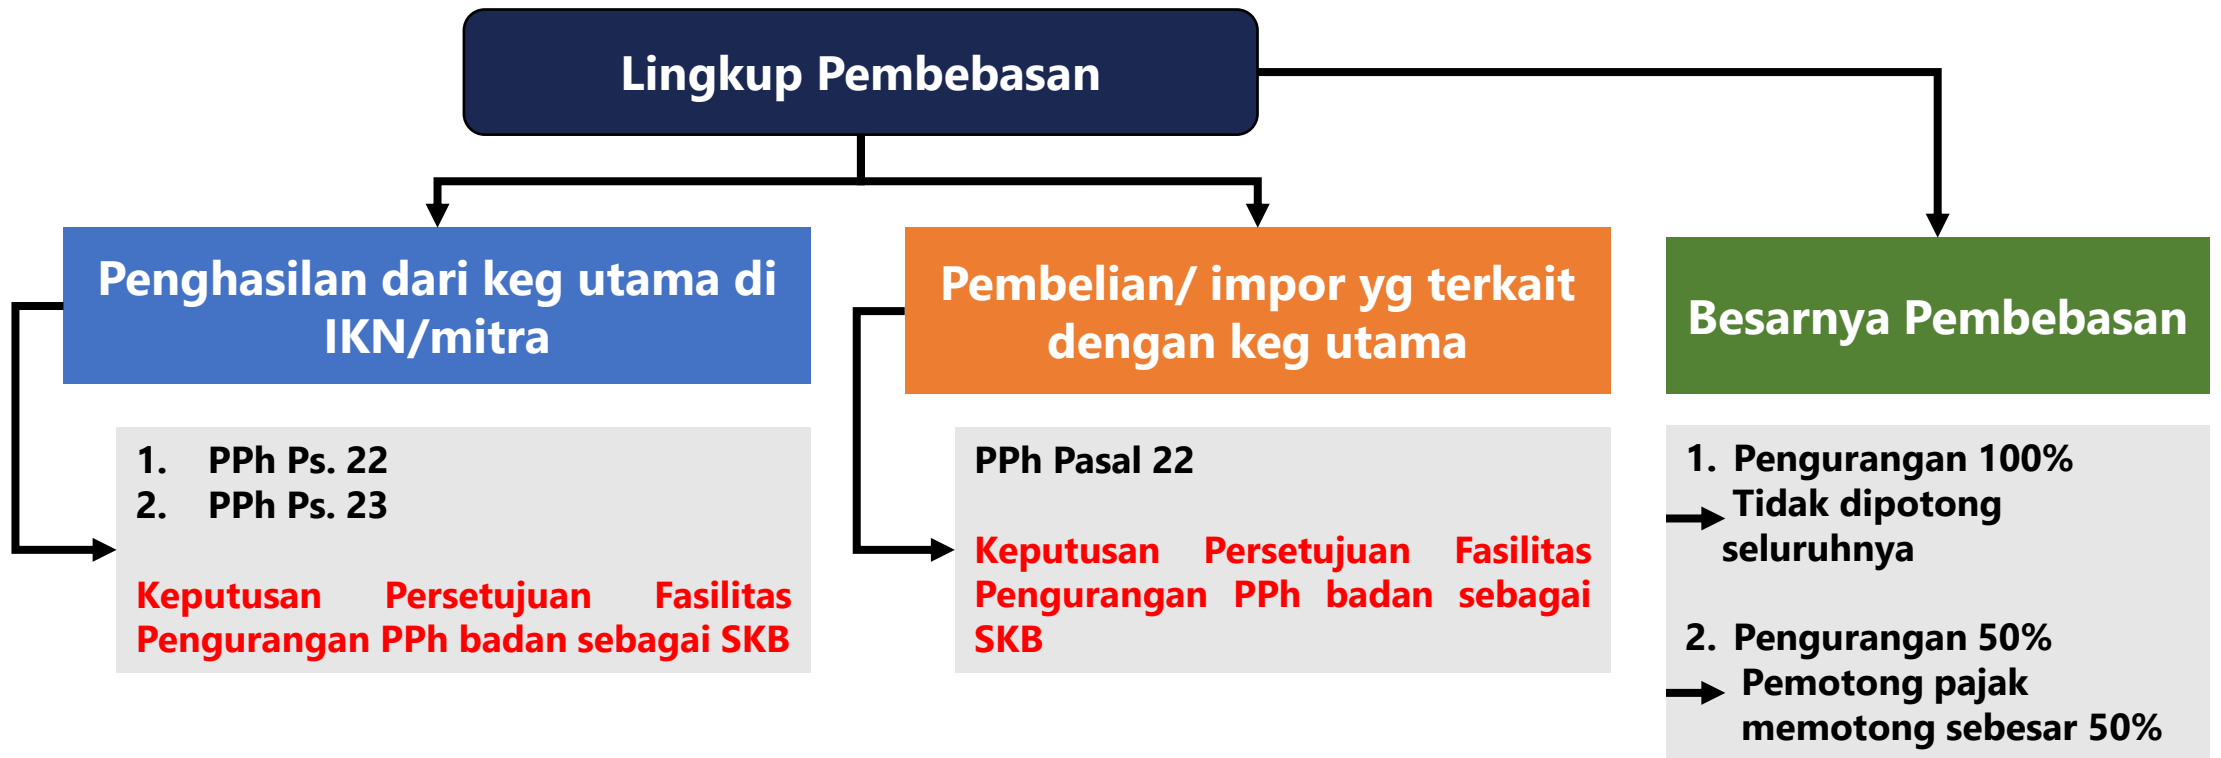 Lingkup Pembebasan
Penghasilan dari keg utama di
IKN/mitra
1. PPh Ps. 22
2. PPh Ps. 23
Keputusan Persetujuan Fasilitas
Pengurangan PPh badan sebagai SKB
Pembelian/ impor yg terkait
dengan keg utama
PPh Pasal 22
Keputusan Persetujuan Fasilitas
Pengurangan PPh badan sebagai
SKB
Besarnya Pembebasan
1. Pengurangan 100%
Tidak dipotong
seluruhnya
2. Pengurangan 50%
Pemotong pajak
memotong sebesar 50%